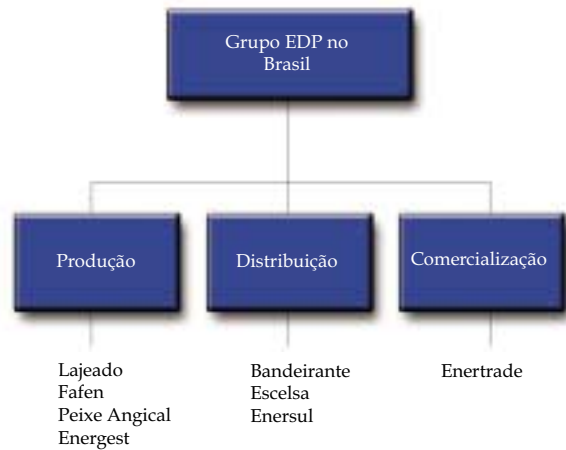 Grupo EDP no
Brasil
Produção
Distribuição
Comercialização
Lajeado
Fafen
Peixe Angical
Energest
Bandeirante
Escelsa
Enersul
Enertrade